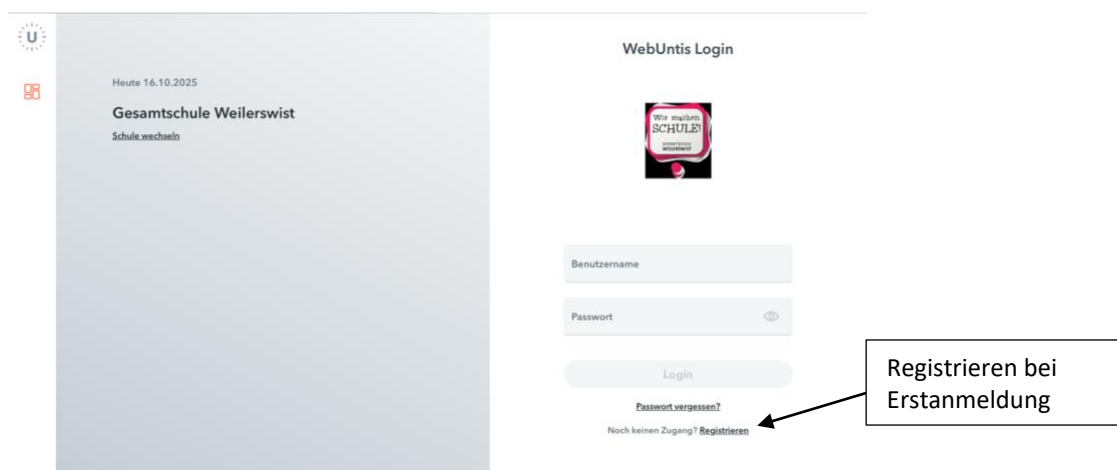 U
Heute 16.10.2025
Gesamtschule Weilerswist
Schule wechseln
WebUntis Login
Wir machen
SCHULE!
WEILERSWIST
Benutzername
Passwort
Login
Passwort vergessen?
Noch keinen Zugang? Registrieren
Registrieren bei
Erstanmeldung